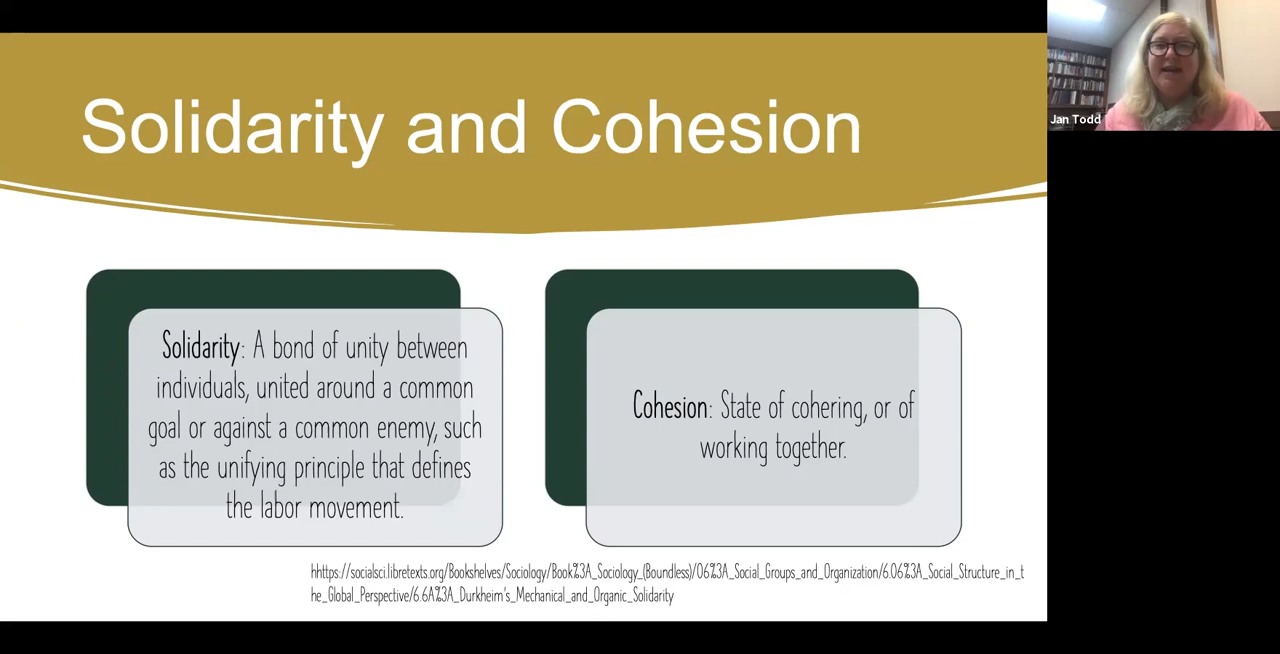 Solidarity and Cohesion
Jan Todd
Solidarity: A bond of unity between
individuals, united around a common
goal or against a common enemy, such
as the unifying principle that defines
the labor movement.
Cohesion: State of cohering, or of
working together.
hhttps://socialsci.libretexts.org/Bookshelves/Sociology/Book%3A_Sociology_(Boundless)/06%3A_Social_Groups_and_Organization/6.06%3A_Social_Structure_in_t
he_Global_Perspective/6.6A%3A_Durkheim's_Mechanical_and_Organic_Solidarity